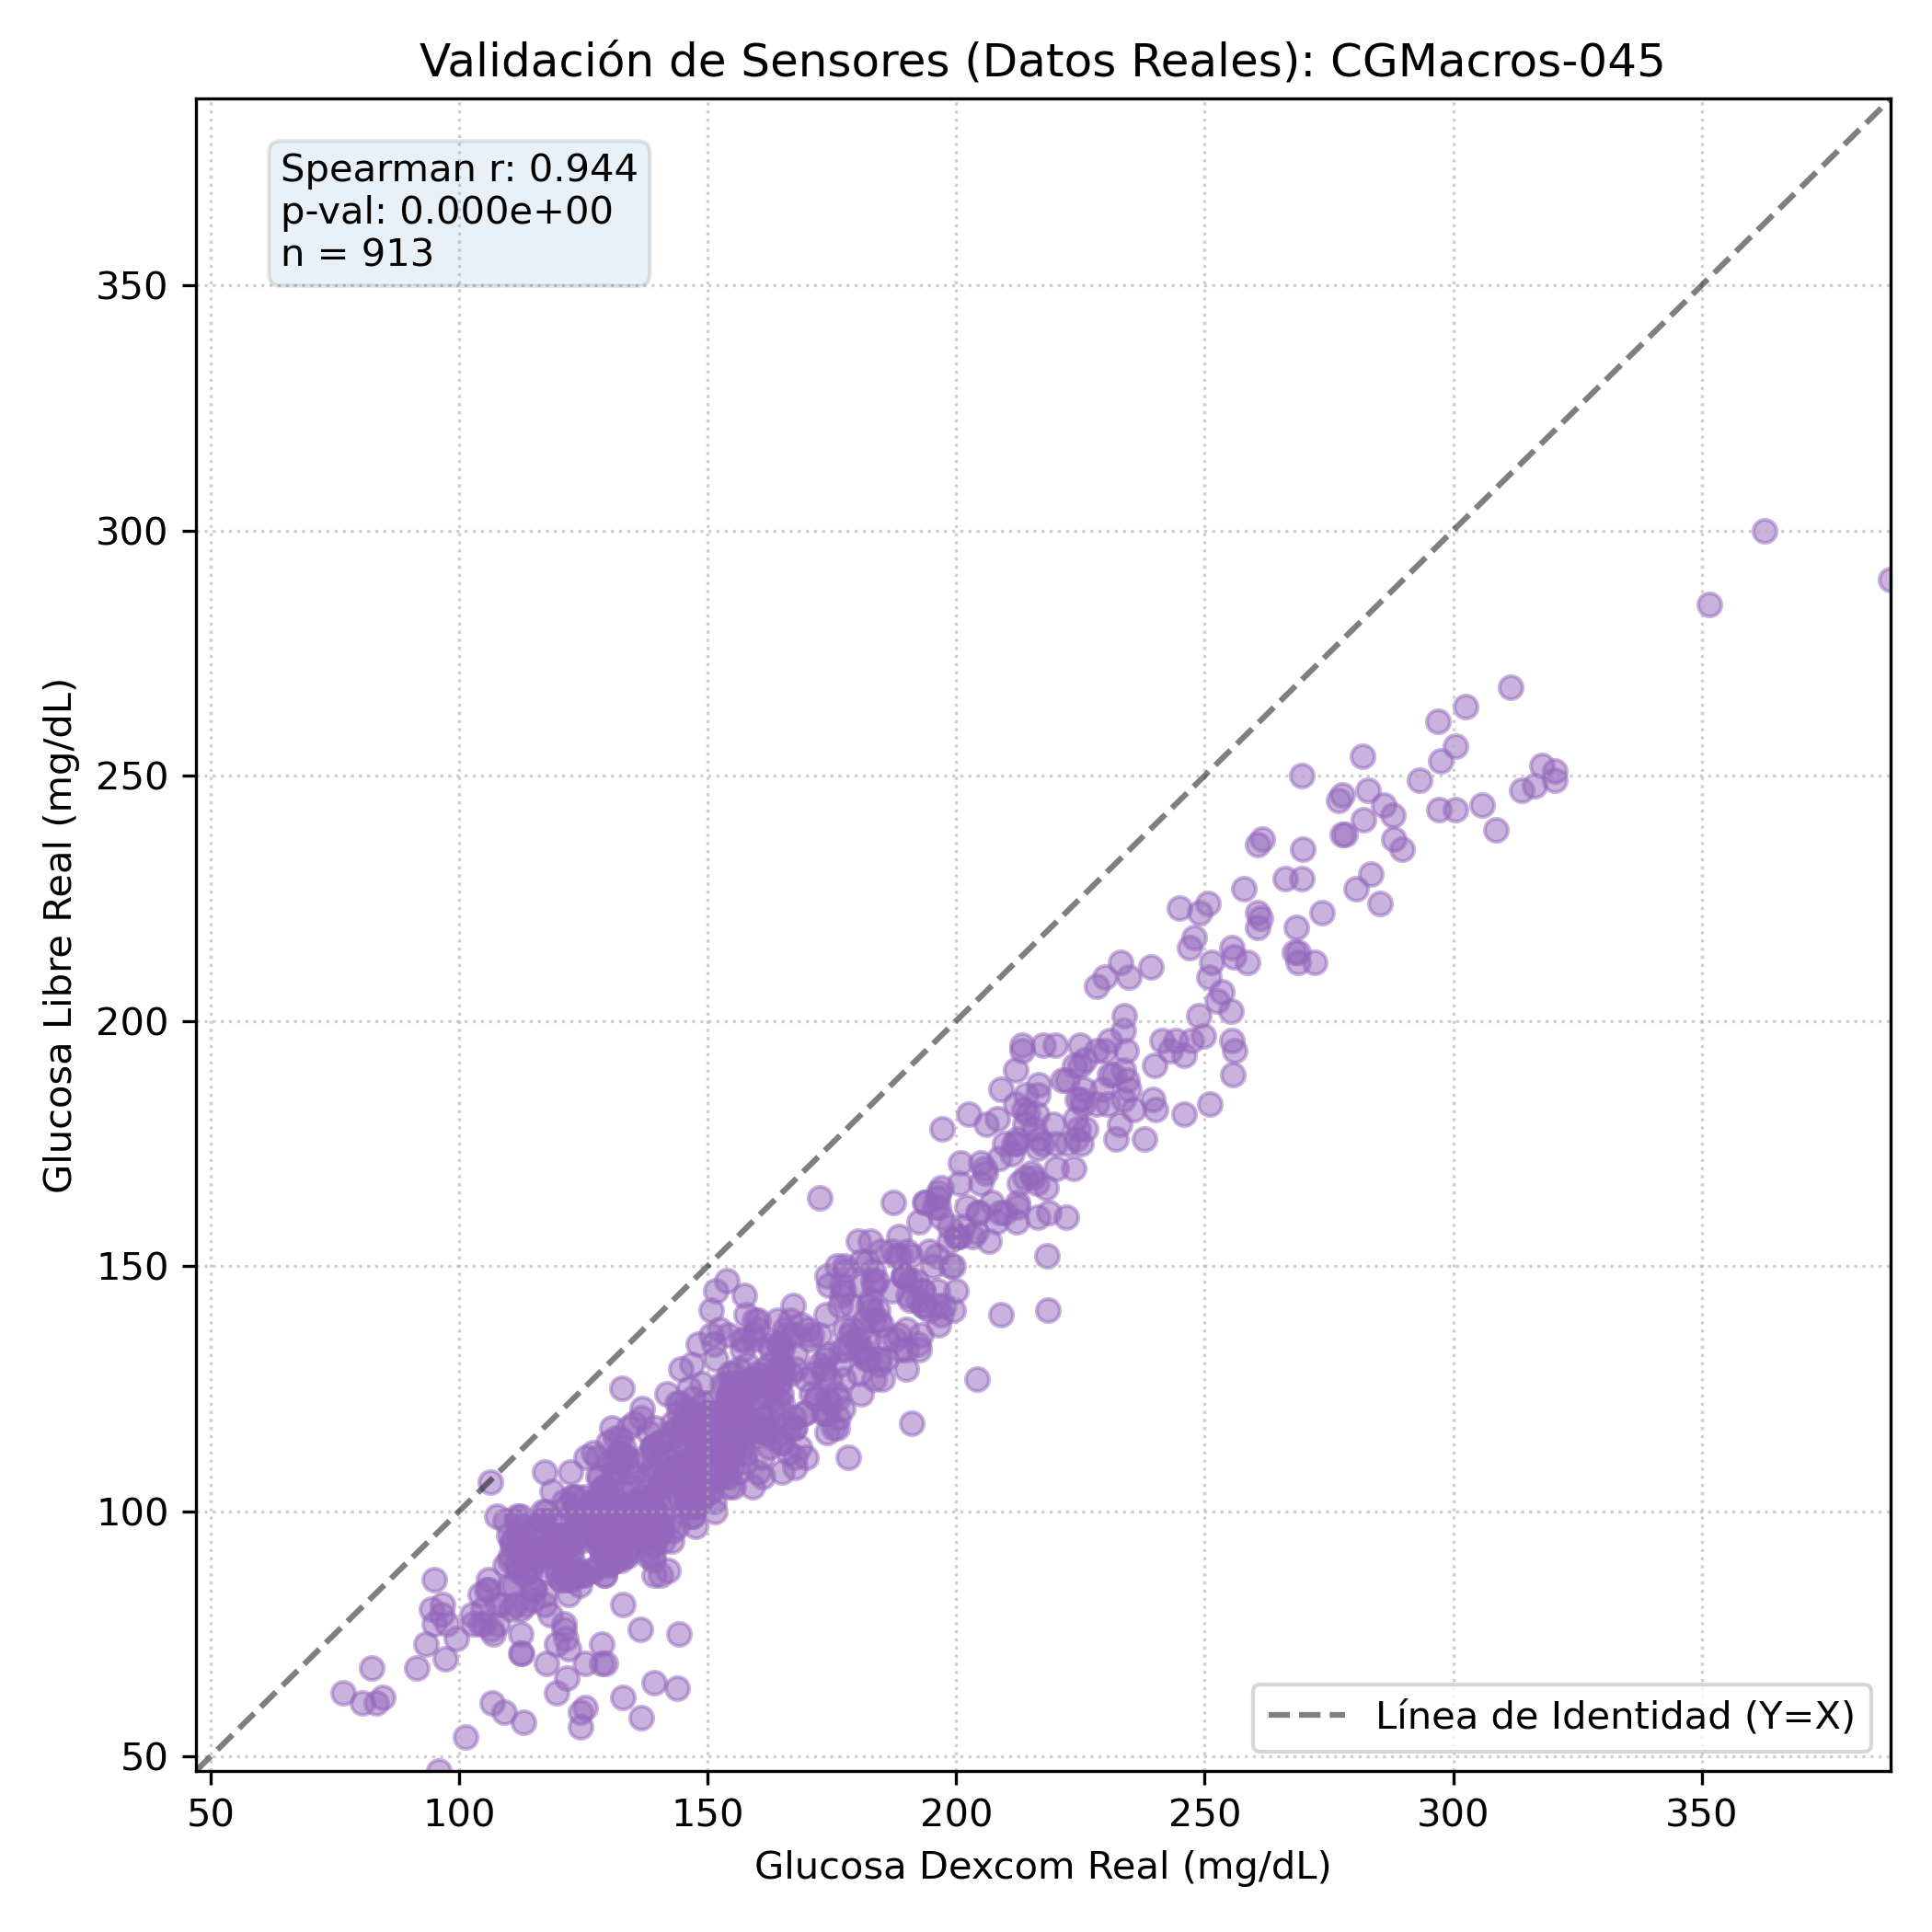 Validación de Sensores (Datos Reales): CGMacros-045
Spearman r: 0.944
p-val: 0.000e+00
n = 913
350
300
250
200
150
100
50
Glucosa Libre Real (mg/dL)
Línea de Identidad (Y=X)
50 100 150 200 250 300 350
Glucosa Dexcom Real (mg/dL)